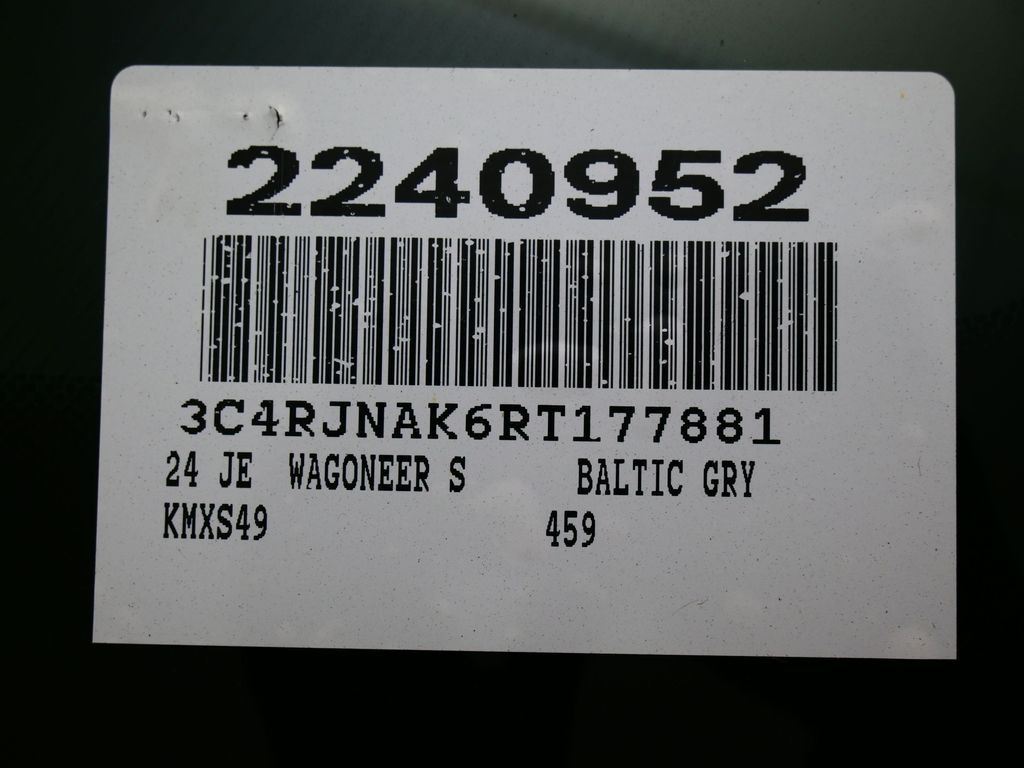 2240952
3C4RJNAK6RT177881
24 JE WAGONEER S BALTIC GRY
KMXS49 459